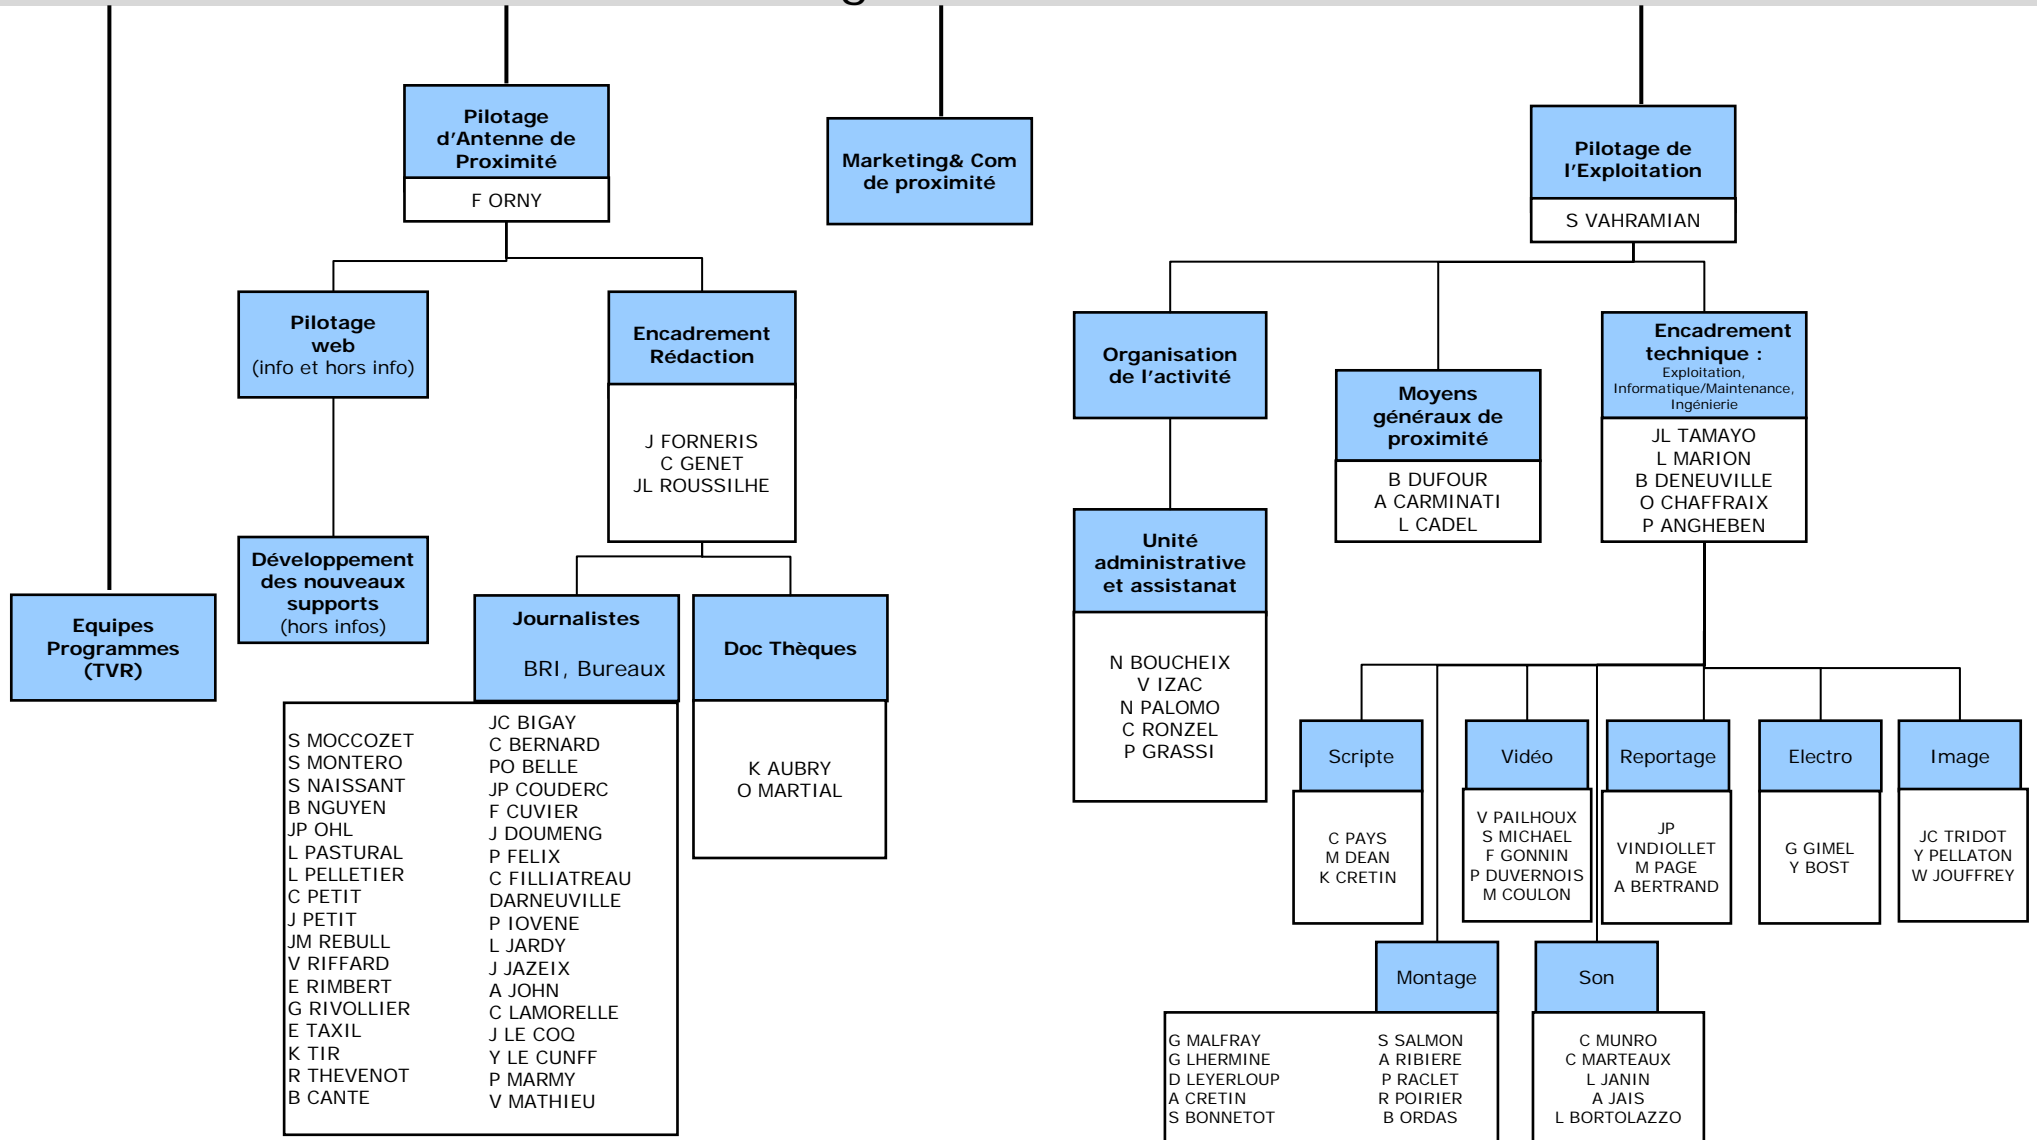 g
Pilotage
d'Antenne de
Proximité
F ORNY
Marketing& Com
de proximité
Pilotage de
l'Exploitation
S VAHRAMIAN
Pilotage
web
(info et hors info)
Encadrement
Rédaction
J FORNERIS
C GENET
JL ROUSSILHE
Organisation
de l'activité
Moyens
généraux de
proximité
B DUFOUR
A CARMINATI
L CADEL
Encadrement
technique :
Exploitation,
Informatique/Maintenance,
Ingénierie
JL TAMAYO
L MARION
B DENEUVILLE
O CHAFFRAIX
P ANGHEBEN
Développement
des nouveaux
supports
(hors infos)
Unité
administrative
et assistanat
N BOUCHEIX
V IZAC
N PALOMO
C RONZEL
P GRASSI
Equipes
Programmes
(TVR)
Journalistes
BRI, Bureaux
Doc Thèques
K AUBRY
O MARTIAL
S MOCCOZET
S MONTERO
S NAISSANT
B NGUYEN
JP OHL
L PASTURAL
L PELLETIER
C PETIT
J PETIT
JM REBULL
V RIFFARD
E RIMBERT
G RIVOLLIER
E TAXIL
K TIR
R THEVENOT
B CANTE
JC BIGAY
C BERNARD
PO BELLE
JP COUDERC
F CUVIER
J DOUMENG
P FELIX
C FILLIATREAU
DARNEUVILLE
P IOVENE
L JARDY
J JAZEIX
A JOHN
C LAMORELLE
J LE COQ
Y LE CUNFF
P MARMY
V MATHIEU
Scripte
C PAYS
M DEAN
K CRETIN
Vidéo
V PAILHOUX
S MICHAEL
F GONNIN
P DUVERNOIS
M COULON
Reportage
JP
VINDIOLLET
M PAGE
A BERTRAND
Electro
G GIMEL
Y BOST
Image
JC TRIDOT
Y PELLATON
W JOUFFREY
Montage
G MALFRAY
G LHERMINE
D LEYERLOUP
A CRETIN
S BONNETOT
S SALMON
A RIBIERE
P RACLET
R POIRIER
B ORDAS
Son
C MUNRO
C MARTEAUX
L JANIN
A JAIS
L BORTOLAZZO